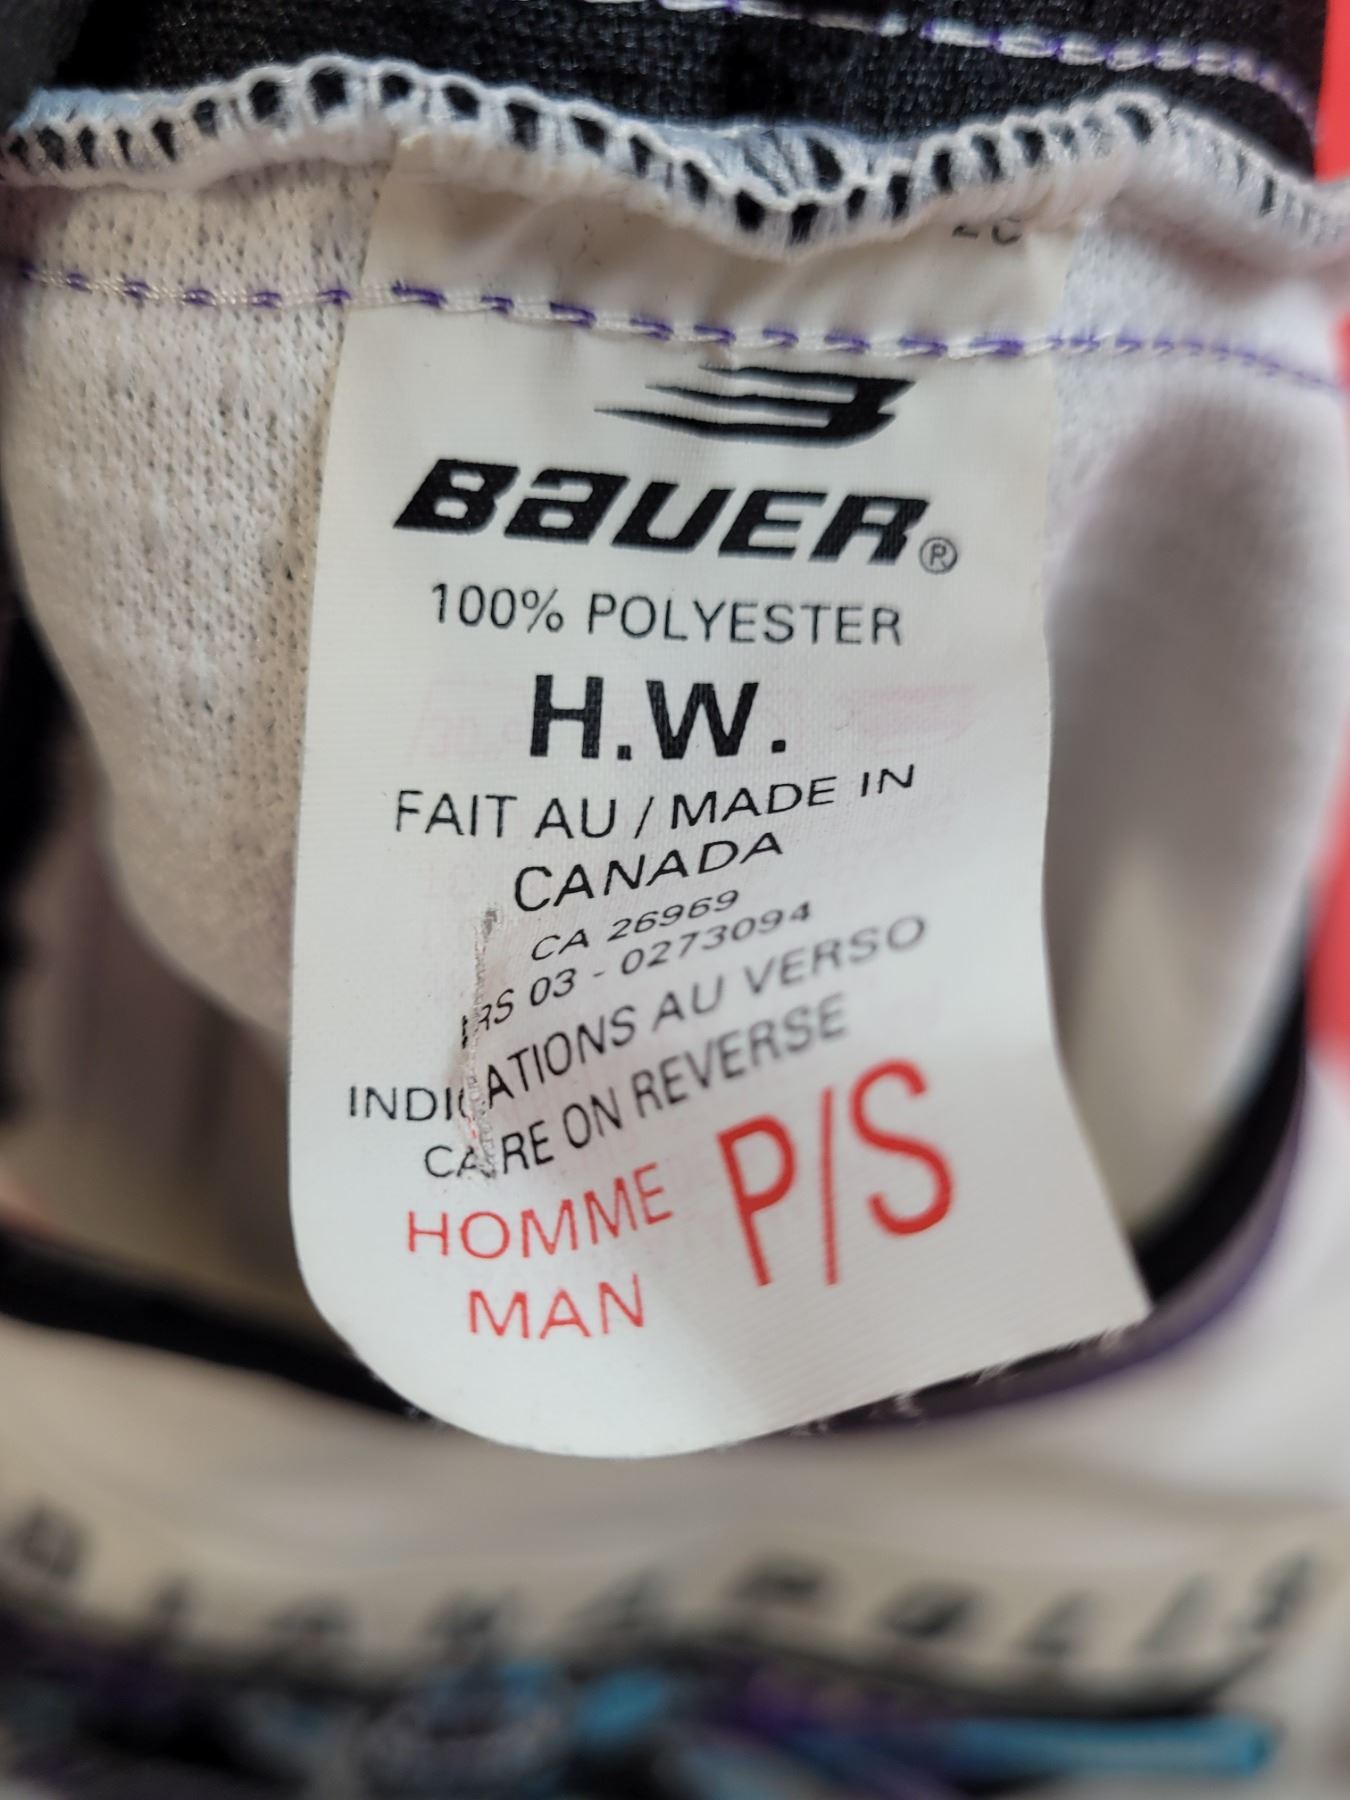 BAUER®
100% POLYESTER
H.W.
FAIT AU / MADE IN
CANADA
CA 26969
RS 03 - 0273094
INDICATIONS AU VERSO
CARE ON REVERSE
HOMME P/S
MAN